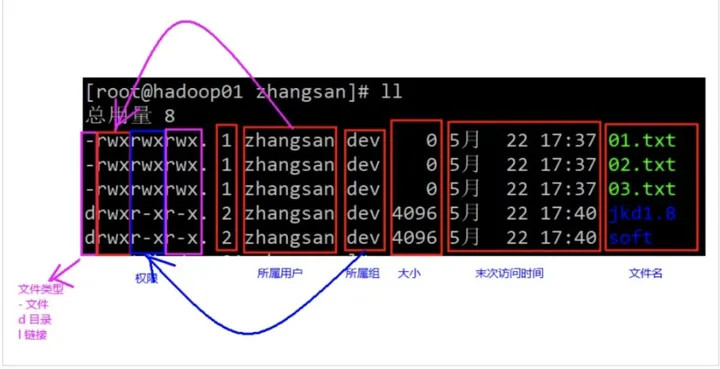 [root@hadoop01 zhangsan]# ll
总用量 8
-rwxrwxrwx. 1 zhangsan dev 0 5月 22 17:37 01.txt
-rwxrwxrwx. 1 zhangsan dev 0 5月 22 17:37 02.txt
-rwxrwxrwx. 1 zhangsan dev 0 5月 22 17:37 03.txt
drwxr-xr-x. 2 zhangsan dev 4096 5月 22 17:40 jkd1.8
drwxr-xr-x. 2 zhangsan dev 4096 5月 22 17:40 soft
权限 所属用户 所属组 大小 末次访问时间 文件名
文件类型
- 文件
d 目录
l 链接